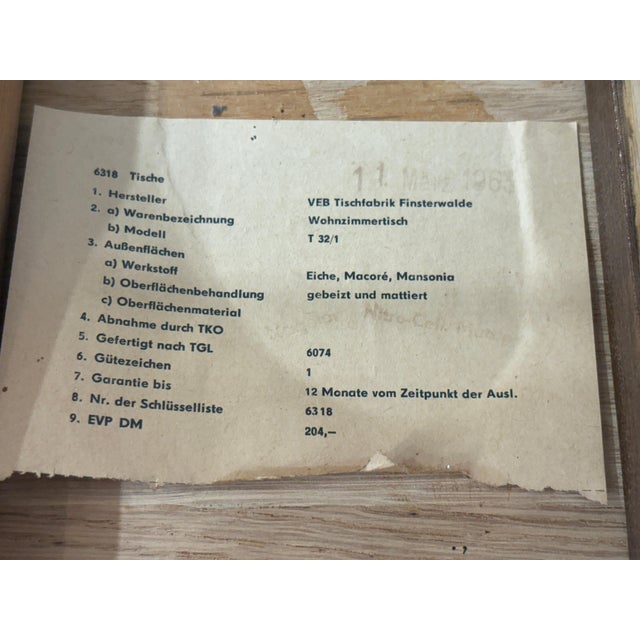 6318 Tische
11. März 1963
1. Hersteller VEB Tischfabrik Finsterwalde
2. a) Warenbezeichnung Wohnzimmertisch
b) Modell T 32/1
3. Außenflächen
a) Werkstoff Eiche, Macoré, Mansonia
b) Oberflächenbehandlung gebeizt und mattiert
c) Oberflächenmaterial Nitro-Cell.
4. Abnahme durch TKO
5. Gefertigt nach TGL 6074
6. Gütezeichen 1
7. Garantie bis 12 Monate vom Zeitpunkt der Ausl.
8. Nr. der Schlüsselliste 6318
9. EVP DM 204,—